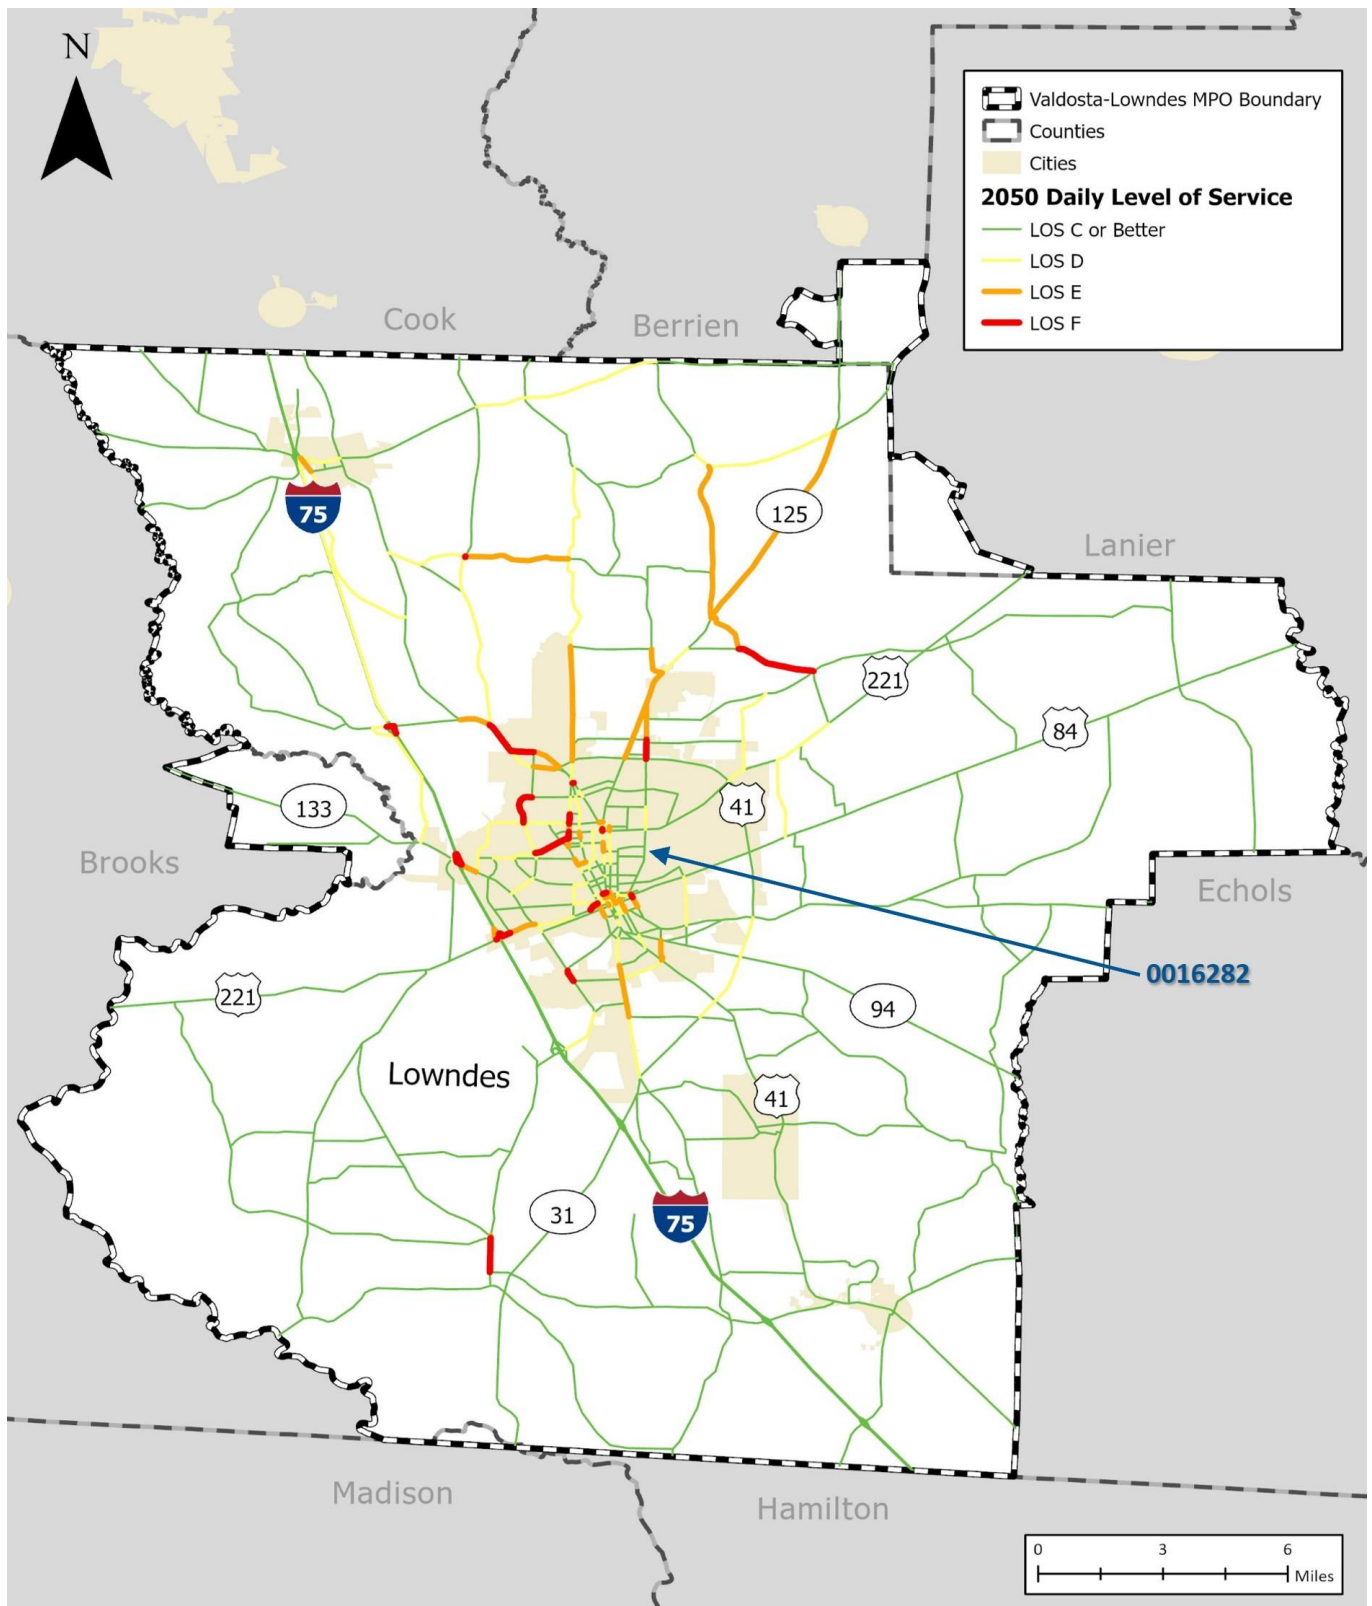 N
Valdosta-Lowndes MPO Boundary
Counties
Cities
2050 Daily Level of Service
LOS C or Better
LOS D
LOS E
LOS F
Cook
Berrien
75
125
Lanier
221
84
133
41
Brooks
Echols
0016282
221
94
Lowndes
41
31
75
Madison
Hamilton
0 3 6
Miles